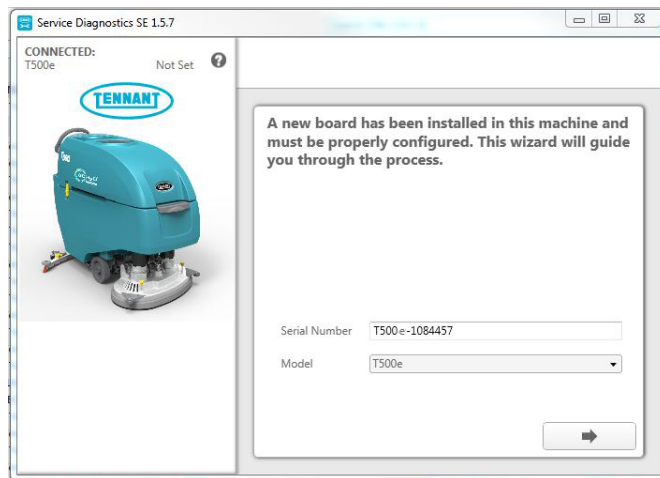 Service Diagnostics SE 1.5.7
CONNECTED:
T500e Not Set ?
TENNANT
A new board has been installed in this machine and
must be properly configured. This wizard will guide
you through the process.
Serial Number T500e-1084457
Model T500e